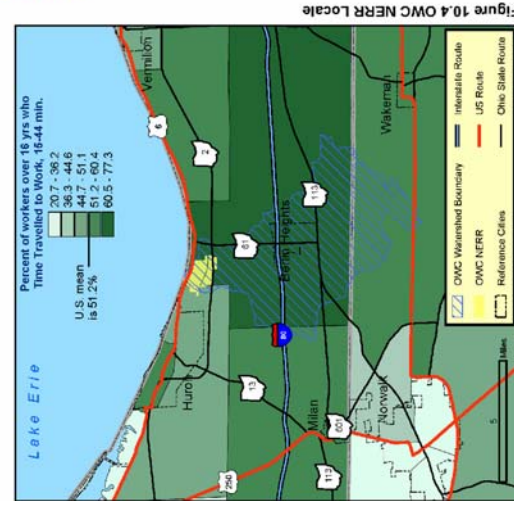 Figure 10.4 OWC NERR Locale
Lake Erie
Percent of workers over 16 yrs who
Time Travelled to Work, 15-44 min.
20.7 - 36.2
36.3 - 44.6
44.7 - 51.1
51.2 - 60.4
60.5 - 77.3
U.S. mean
is 51.2%
Vermilion
6
2
Huron
61
Berlin Heights
113
13
80
250
Milan
601
113
Norwalk
Wakeman
5
Miles
OWC Watershed Boundary
OWC NERR
Reference Cities
Interstate Route
US Route
Ohio State Route